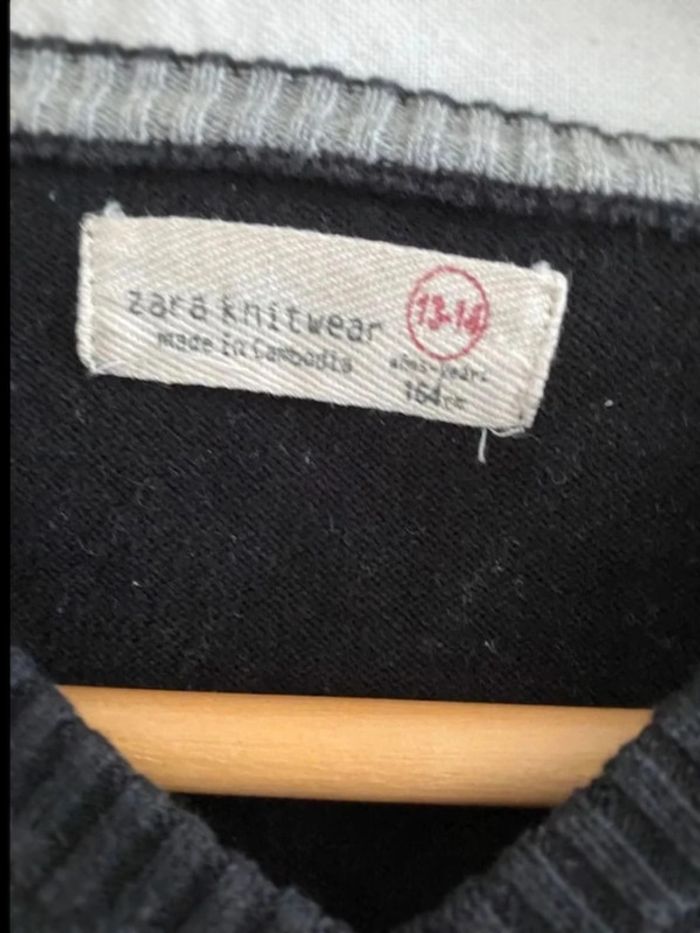 zara knitwear
13-14
made in Cambodia
años-years
164cm